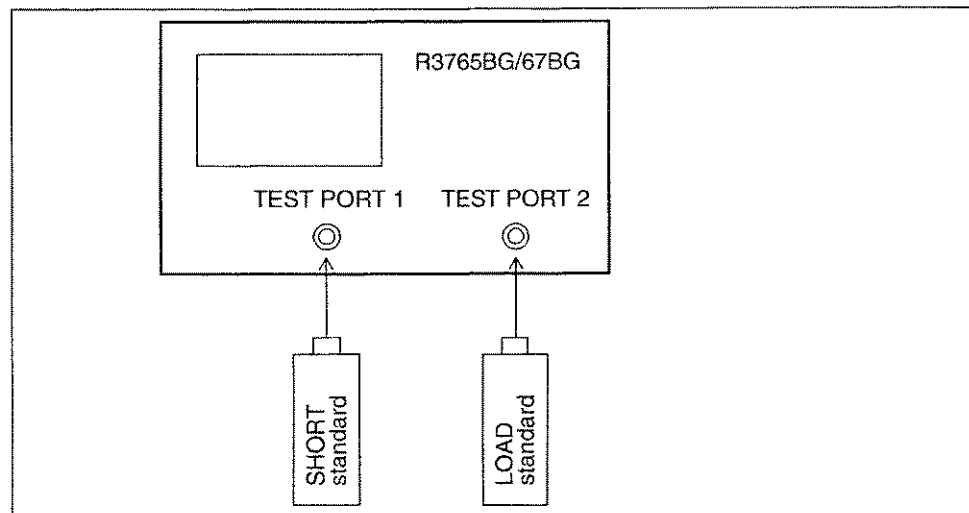 R3765BG/67BG
TEST PORT 1
TEST PORT 2
SHORT
standard
LOAD
standard